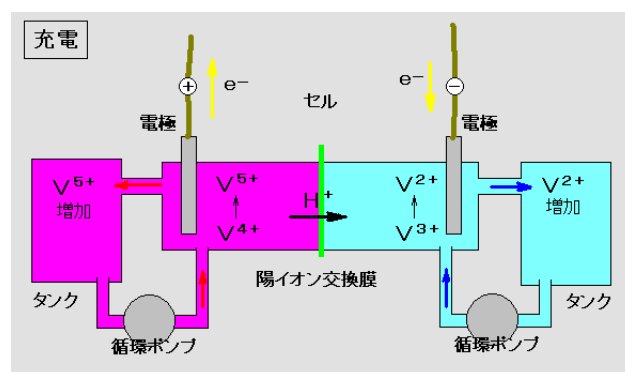 充電
＋
e−
e−
−
セル
電極
電極
V5+
増加
V5+
V4+
H+
V2+
V3+
V2+
増加
陽イオン交換膜
タンク
タンク
循環ポンプ
循環ポンプ